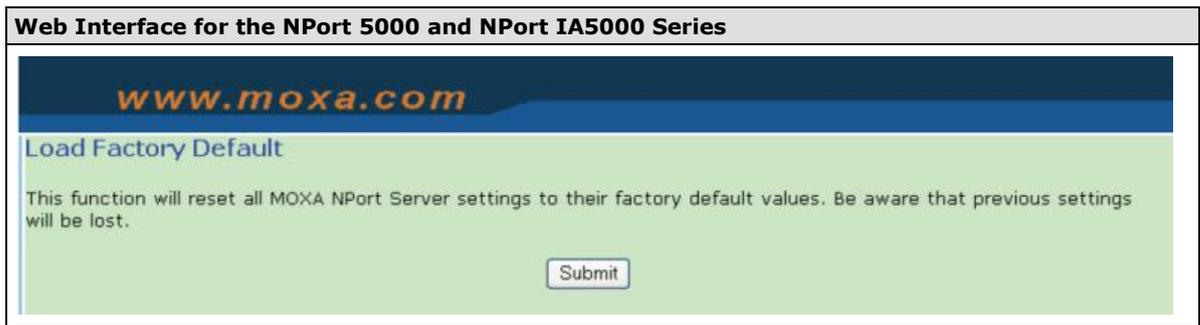 Web Interface for the NPort 5000 and NPort IA5000 Series
www.moxa.com
Load Factory Default
This function will reset all MOXA NPort Server settings to their factory default values. Be aware that previous settings
will be lost.
Submit